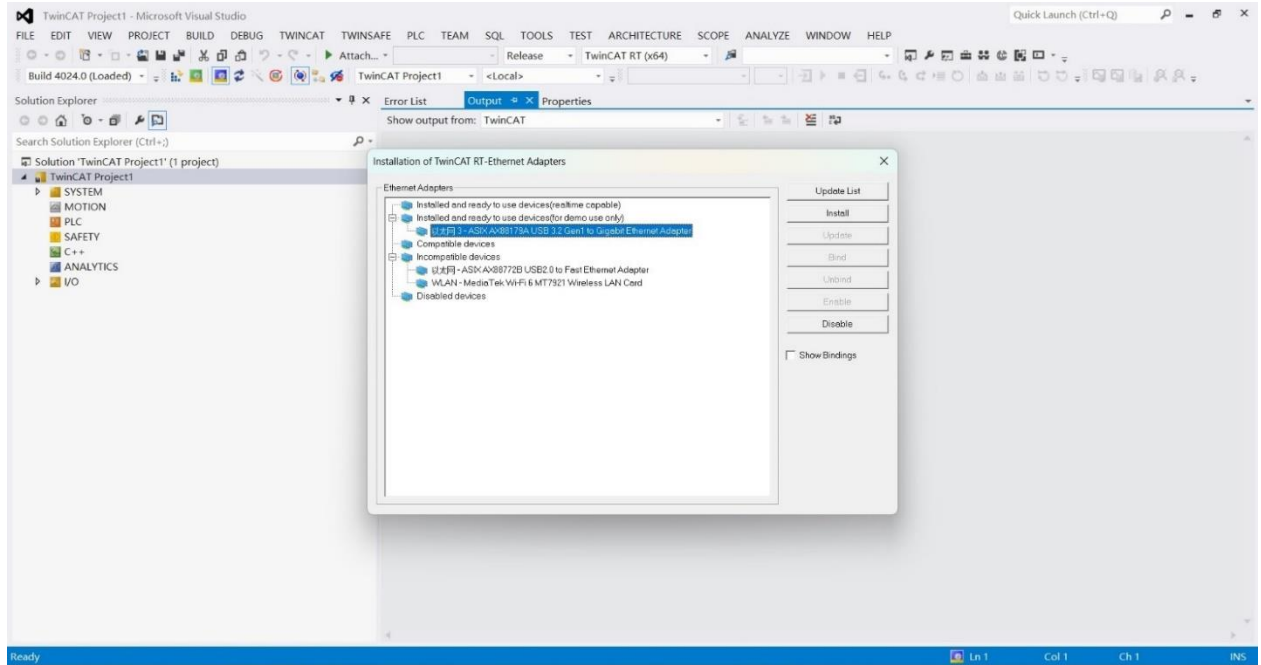 TwinCAT Project1 - Microsoft Visual Studio
Quick Launch (Ctrl+Q)
FILE EDIT VIEW PROJECT BUILD DEBUG TWINCAT TWINSAFE PLC TEAM SQL TOOLS TEST ARCHITECTURE SCOPE ANALYZE WINDOW HELP
Attach... Release TwinCAT RT (x64)
Build 4024.0 (Loaded) TwinCAT Project1 <Local>
Solution Explorer
Error List Output Properties
Show output from: TwinCAT
Search Solution Explorer (Ctrl+;)
Solution 'TwinCAT Project1' (1 project)
TwinCAT Project1
SYSTEM
MOTION
PLC
SAFETY
C++
ANALYTICS
I/O
Installation of TwinCAT RT-Ethernet Adapters
Ethernet Adapters
Installed and ready to use devices(realtime capable)
Installed and ready to use devices(for demo use only)
以太网 3 - ASIX AX88179A USB 3.2 Gen1 to Gigabit Ethernet Adapter
Compatible devices
Incompatible devices
以太网 - ASIX AX88772B USB2.0 to Fast Ethernet Adapter
WLAN - MediaTek Wi-Fi 6 MT7921 Wireless LAN Card
Disabled devices
Update List
Install
Update
Bind
Unbind
Enable
Disable
Show Bindings
Ready
Ln 1 Col 1 Ch 1 INS